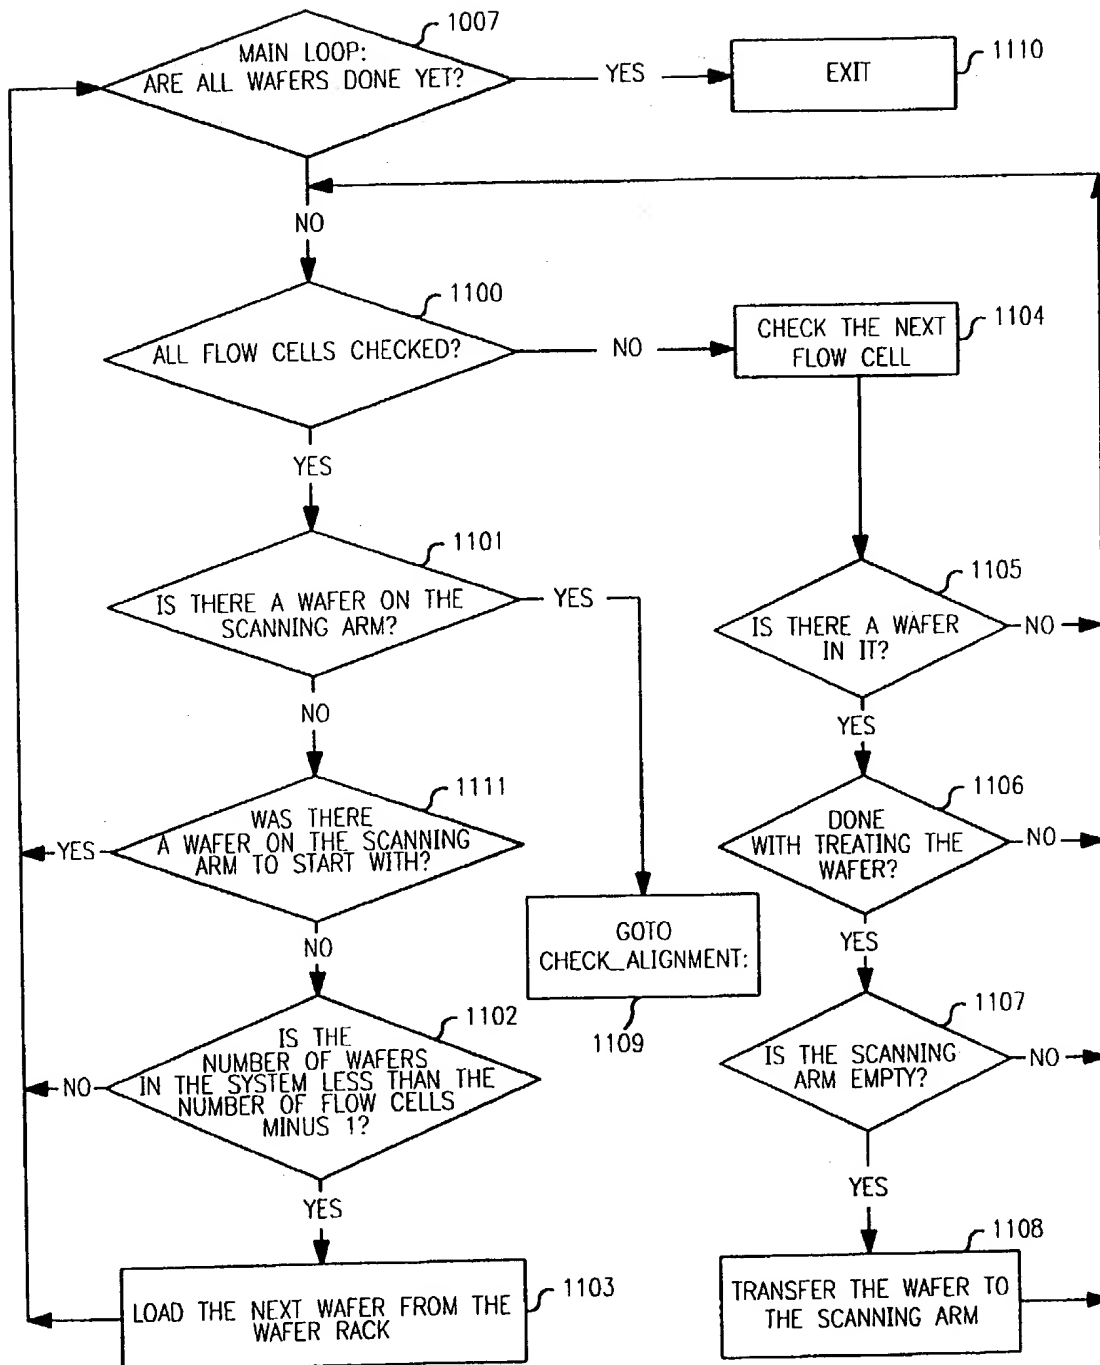 1007
MAIN LOOP:
ARE ALL WAFERS DONE YET?
YES
EXIT
1110
NO
1100
ALL FLOW CELLS CHECKED?
NO
CHECK THE NEXT
FLOW CELL
1104
YES
1101
IS THERE A WAFER ON THE
SCANNING ARM?
YES
1105
IS THERE A WAFER
IN IT?
NO
NO
YES
1111
WAS THERE
A WAFER ON THE SCANNING
ARM TO START WITH?
YES
1106
DONE
WITH TREATING THE
WAFER?
NO
NO
GOTO
CHECK_ALIGNMENT:
1109
YES
1102
IS THE
NUMBER OF WAFERS
IN THE SYSTEM LESS THAN THE
NUMBER OF FLOW CELLS
MINUS 1?
NO
1107
IS THE SCANNING
ARM EMPTY?
NO
YES
YES
1103
LOAD THE NEXT WAFER FROM THE
WAFER RACK
1108
TRANSFER THE WAFER TO
THE SCANNING ARM